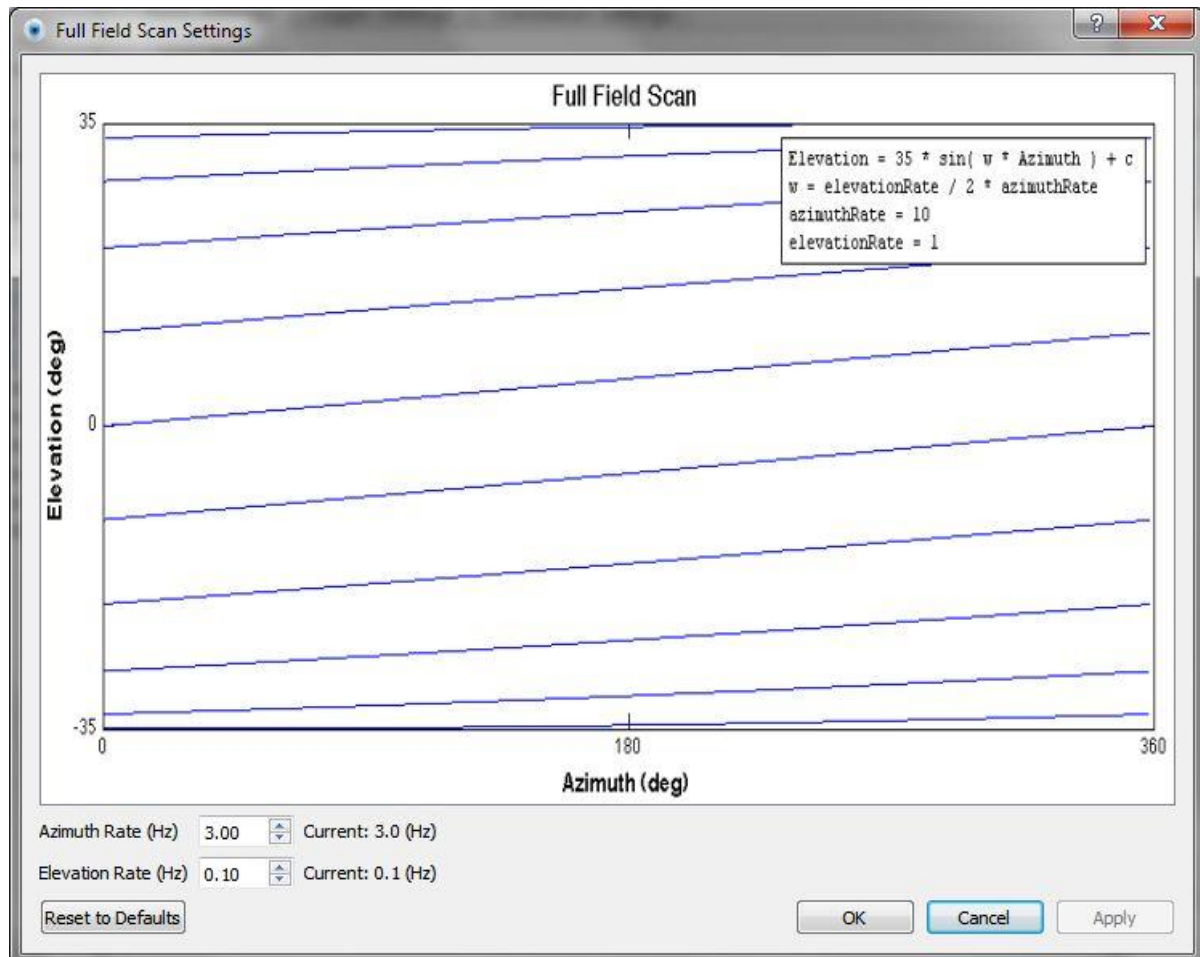 Full Field Scan Settings
Full Field Scan
35
Elevation = 35 * sin( w * Azimuth ) + c
w = elevationRate / 2 * azimuthRate
azimuthRate = 10
elevationRate = 1
Elevation (deg)
0
-35
0 180 360
Azimuth (deg)
Azimuth Rate (Hz) 3.00 Current: 3.0 (Hz)
Elevation Rate (Hz) 0.10 Current: 0.1 (Hz)
Reset to Defaults OK Cancel Apply